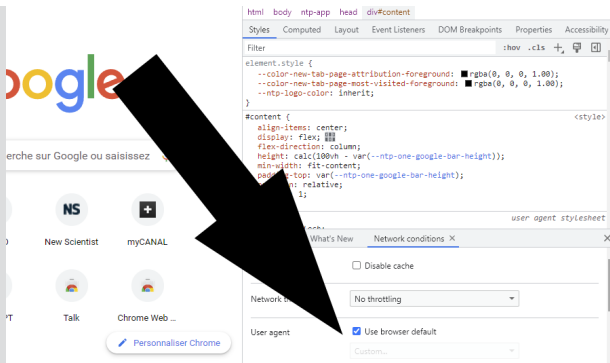 html body ntp-app head div#content
Styles Computed Layout Event Listeners DOM Breakpoints Properties Accessibility
Filter :hov .cls
element.style {
--color-new-tab-page-attribution-foreground: rgba(0, 0, 0, 1.00);
--color-new-tab-page-most-visited-foreground: rgba(0, 0, 0, 1.00);
--ntp-logo-color: inherit;
}
#content { <style>
align-items: center;
display: flex;
flex-direction: column;
height: calc(100vh - var(--ntp-one-google-bar-height));
min-width: fit-content;
var(--ntp-one-google-bar-height);
relative;
1;
user agent stylesheet
oogle
erche sur Google ou saisissez
NS
New Scientist myCANAL
Talk Chrome Web ...
Personnaliser Chrome
What's New Network conditions ×
Disable cache
Network No throttling
User agent Use browser default
Custom...